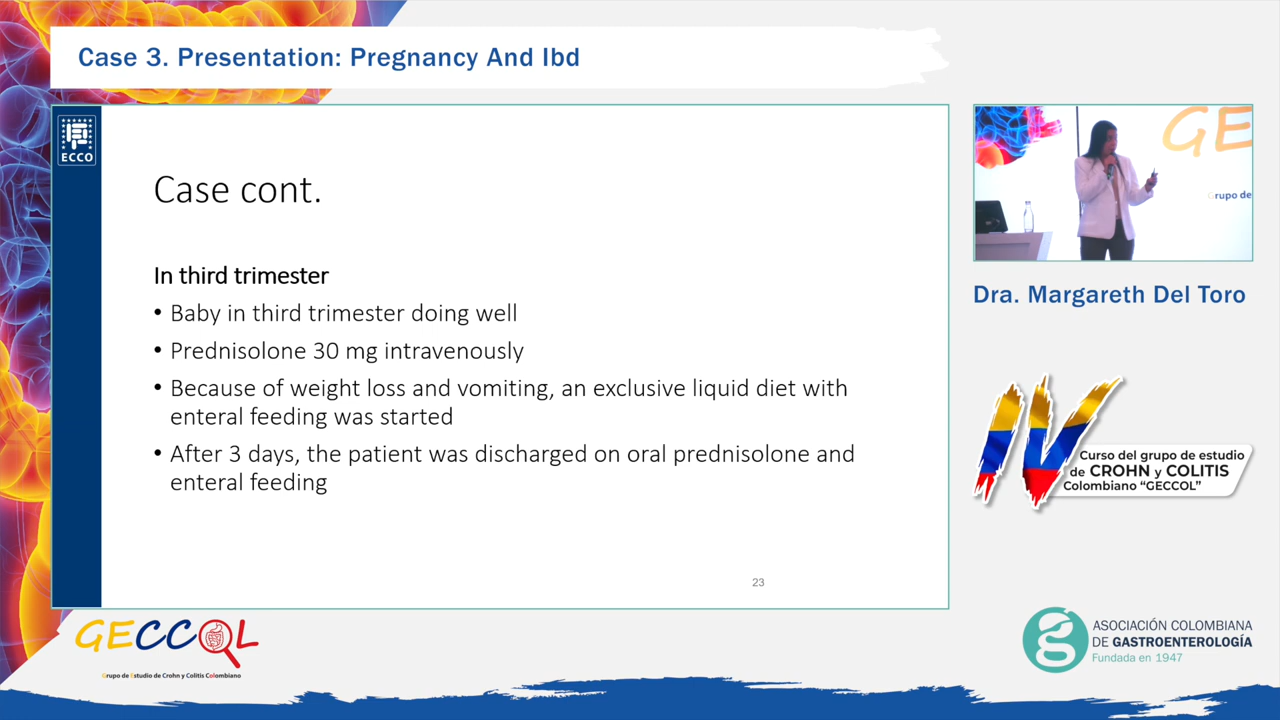 Case 3. Presentation: Pregnancy And Ibd
ECCO
Case cont.
In third trimester
• Baby in third trimester doing well
• Prednisolone 30 mg intravenously
• Because of weight loss and vomiting, an exclusive liquid diet with
enteral feeding was started
• After 3 days, the patient was discharged on oral prednisolone and
enteral feeding
23
GE
Grupo de
Dra. Margareth Del Toro
IV
Curso del grupo de estudio
de CROHN y COLITIS
Colombiano “GECCOL”
GECCOL
Grupo de Estudio de Crohn y Colitis Colombiano
ASOCIACIÓN COLOMBIANA
DE GASTROENTEROLOGÍA
Fundada en 1947